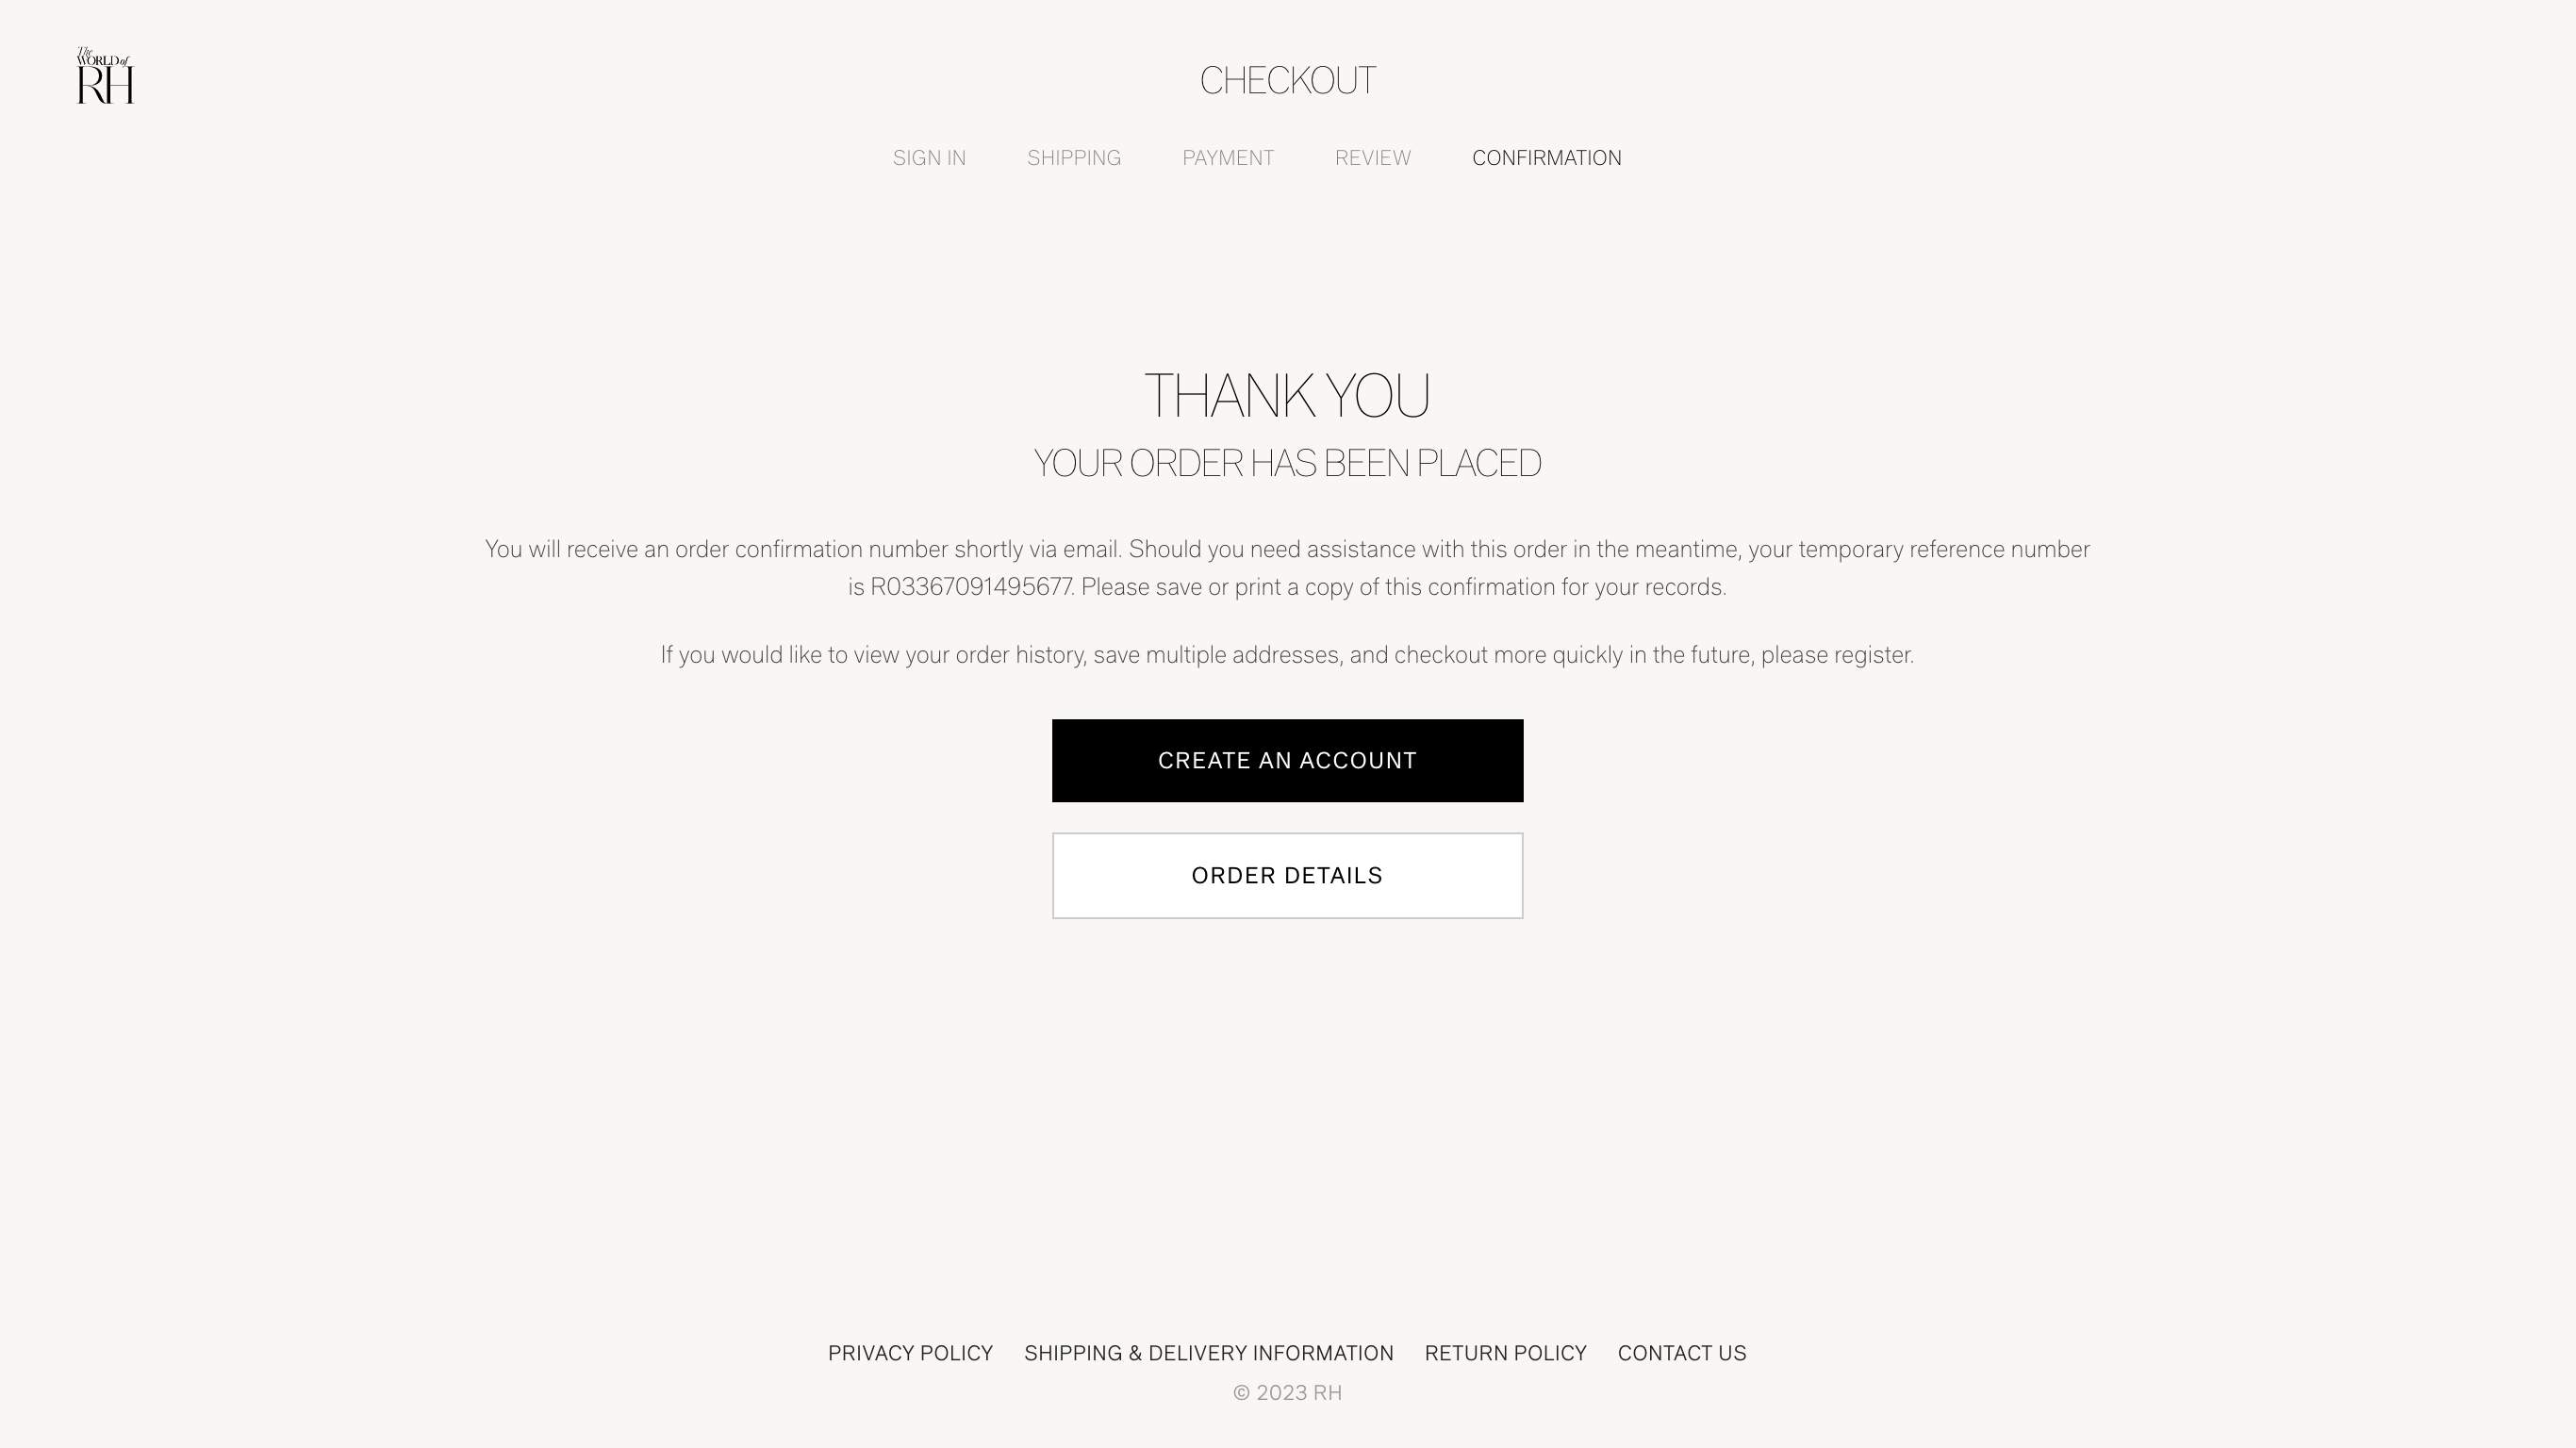 The
WORLD of
RH
CHECKOUT
SIGN IN SHIPPING PAYMENT REVIEW CONFIRMATION
THANK YOU
YOUR ORDER HAS BEEN PLACED
You will receive an order confirmation number shortly via email. Should you need assistance with this order in the meantime, your temporary reference number
is R03367091495677. Please save or print a copy of this confirmation for your records.
If you would like to view your order history, save multiple addresses, and checkout more quickly in the future, please register.
CREATE AN ACCOUNT
ORDER DETAILS
PRIVACY POLICY SHIPPING & DELIVERY INFORMATION RETURN POLICY CONTACT US
© 2023 RH